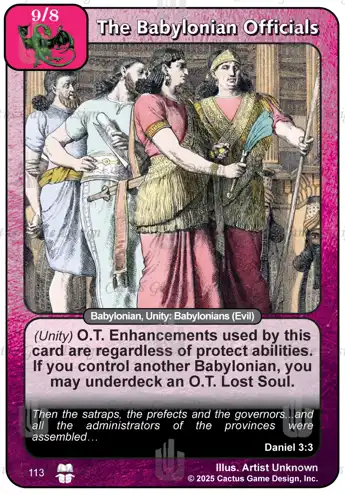 9/8
The Babylonian Officials
Babylonian, Unity: Babylonians (Evil)
(Unity) O.T. Enhancements used by this
card are regardless of protect abilities.
If you control another Babylonian, you
may underdeck an O.T. Lost Soul.
Then the satraps, the prefects and the governors...and
all the administrators of the provinces were
assembled…
Daniel 3:3
113
Illus. Artist Unknown
© 2025 Cactus Game Design, Inc.